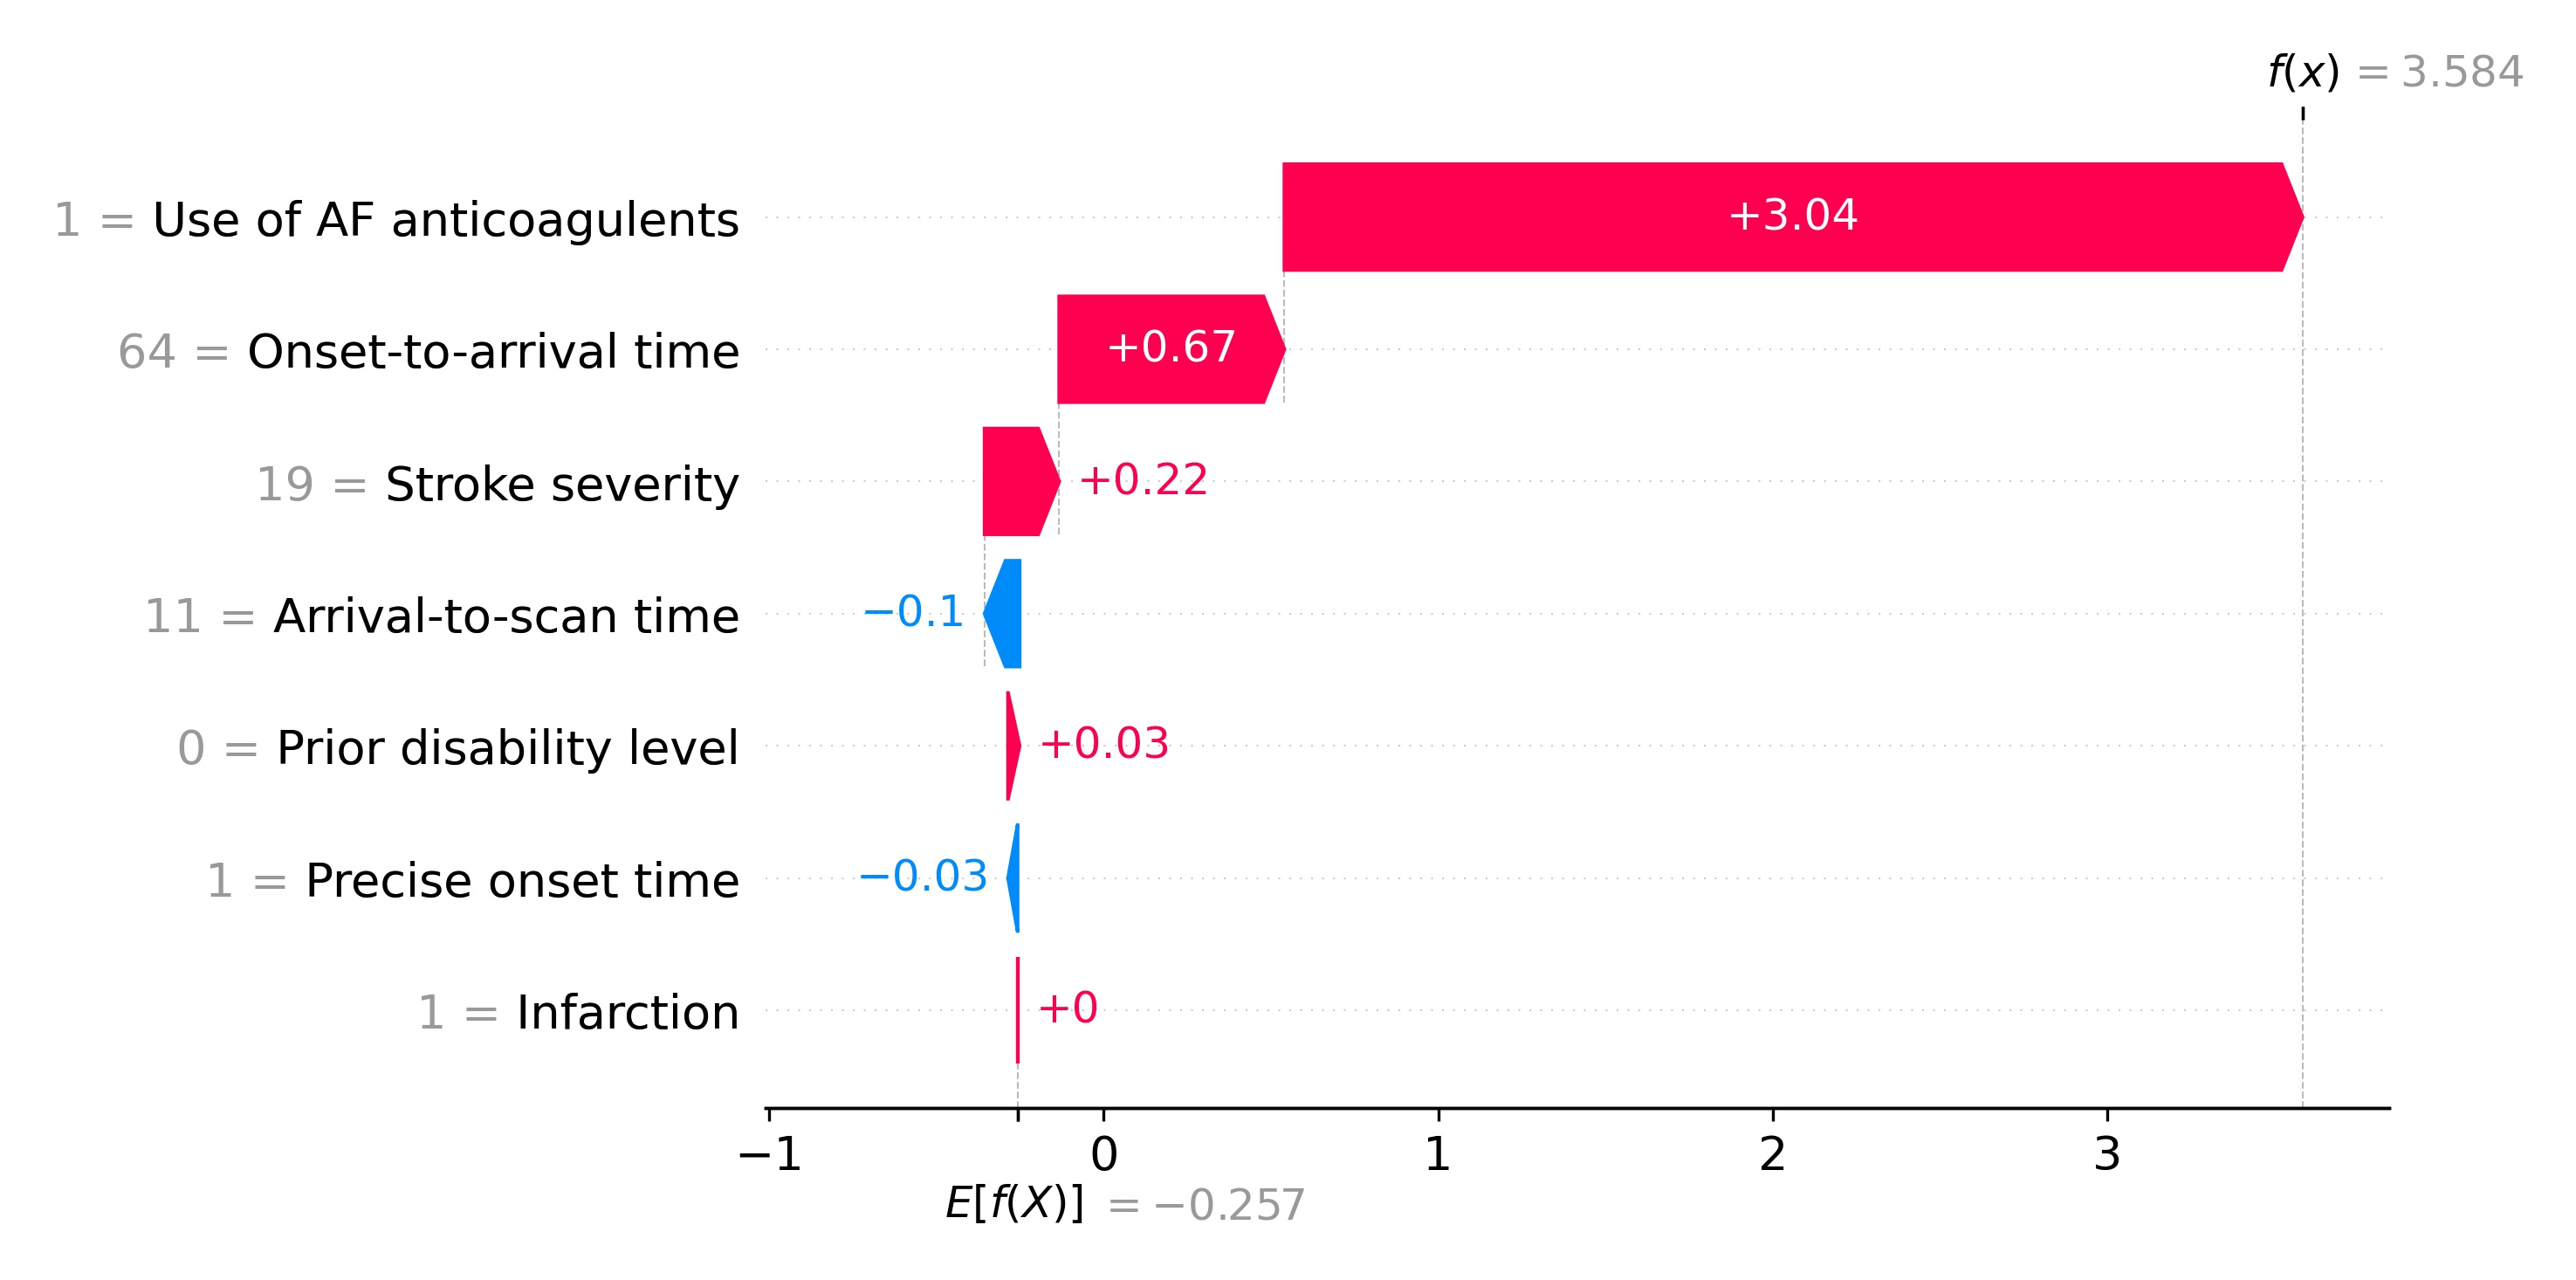 f(x) = 3.584
1 = Use of AF anticoagulents +3.04
64 = Onset-to-arrival time +0.67
19 = Stroke severity +0.22
11 = Arrival-to-scan time −0.1
0 = Prior disability level +0.03
1 = Precise onset time −0.03
1 = Infarction +0
−1 0 1 2 3
E[f(X)] = −0.257